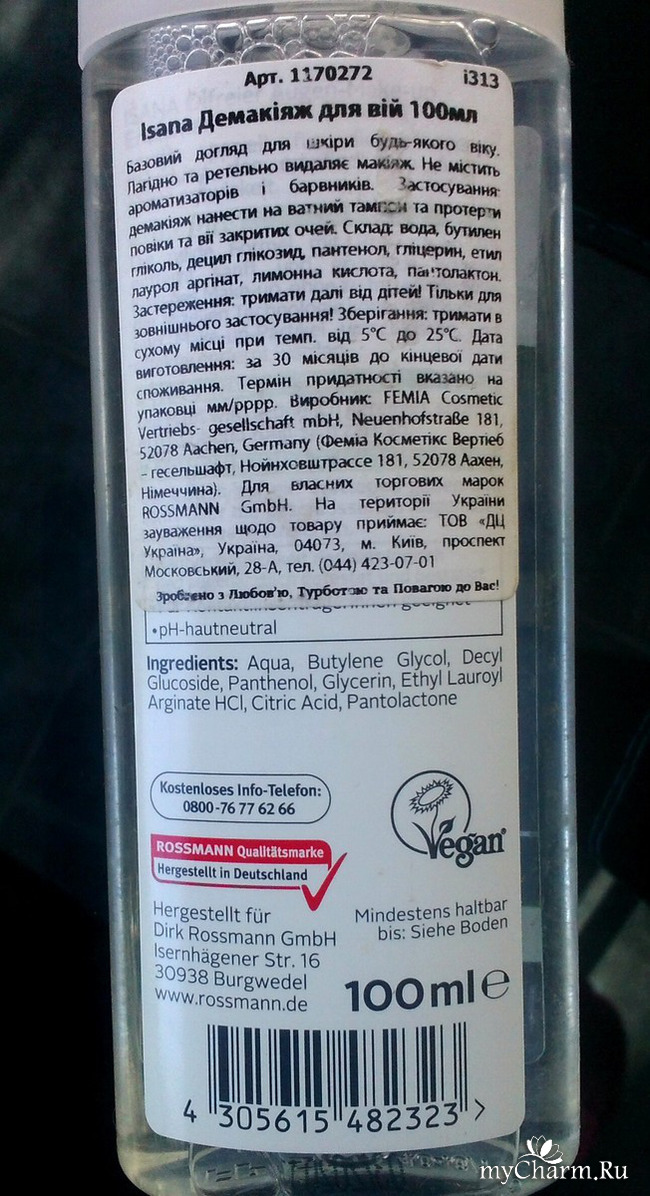 Арт. 1170272 i313
Isana Демакіяж для вій 100мл
Базовий догляд для шкіри будь-якого віку.
Лагідно та ретельно видаляє макіяж. Не містить
ароматизаторів і барвників. Застосування:
демакіяж нанести на ватний тампон та протерти
повіки та вії закритих очей. Склад: вода, бутилен
гліколь, децил глікозид, пантенол, гліцерин, етил
лаурол аргінат, лимонна кислота, пантолактон.
Застереження: тримати далі від дітей! Тільки для
зовнішнього застосування! Зберігання: тримати в
сухому місці при темп. від 5°C до 25°C. Дата
виготовлення: за 30 місяців до кінцевої дати
споживання. Термін придатності вказано на
упаковці мм/рррр. Виробник: FEMIA Cosmetic
Vertriebs- gesellschaft mbH, Neuenhofstraße 181,
52078 Aachen, Germany (Феміа Косметікс Вертіеб
– гесельшафт, Нойнховштрассе 181, 52078 Аахен,
Німеччина). Для власних торгових марок
ROSSMANN GmbH. На території України
зауваження щодо товару приймає: ТОВ «ДЦ
Україна», Україна, 04073, м. Київ, проспект
Московський, 28-А, тел. (044) 423-07-01
Зроблено з Любов'ю, Турботою та Повагою до Вас!
•pH-hautneutral
Ingredients: Aqua, Butylene Glycol, Decyl
Glucoside, Panthenol, Glycerin, Ethyl Lauroyl
Arginate HCl, Citric Acid, Pantolactone
Kostenloses Info-Telefon:
0800-76 77 62 66
Vegan
ROSSMANN Qualitätsmarke
Hergestellt in Deutschland
Hergestellt für
Dirk Rossmann GmbH
Isernhägener Str. 16
30938 Burgwedel
www.rossmann.de
Mindestens haltbar
bis: Siehe Boden
100 ml e
4 305615 482323 >
myCharm.Ru